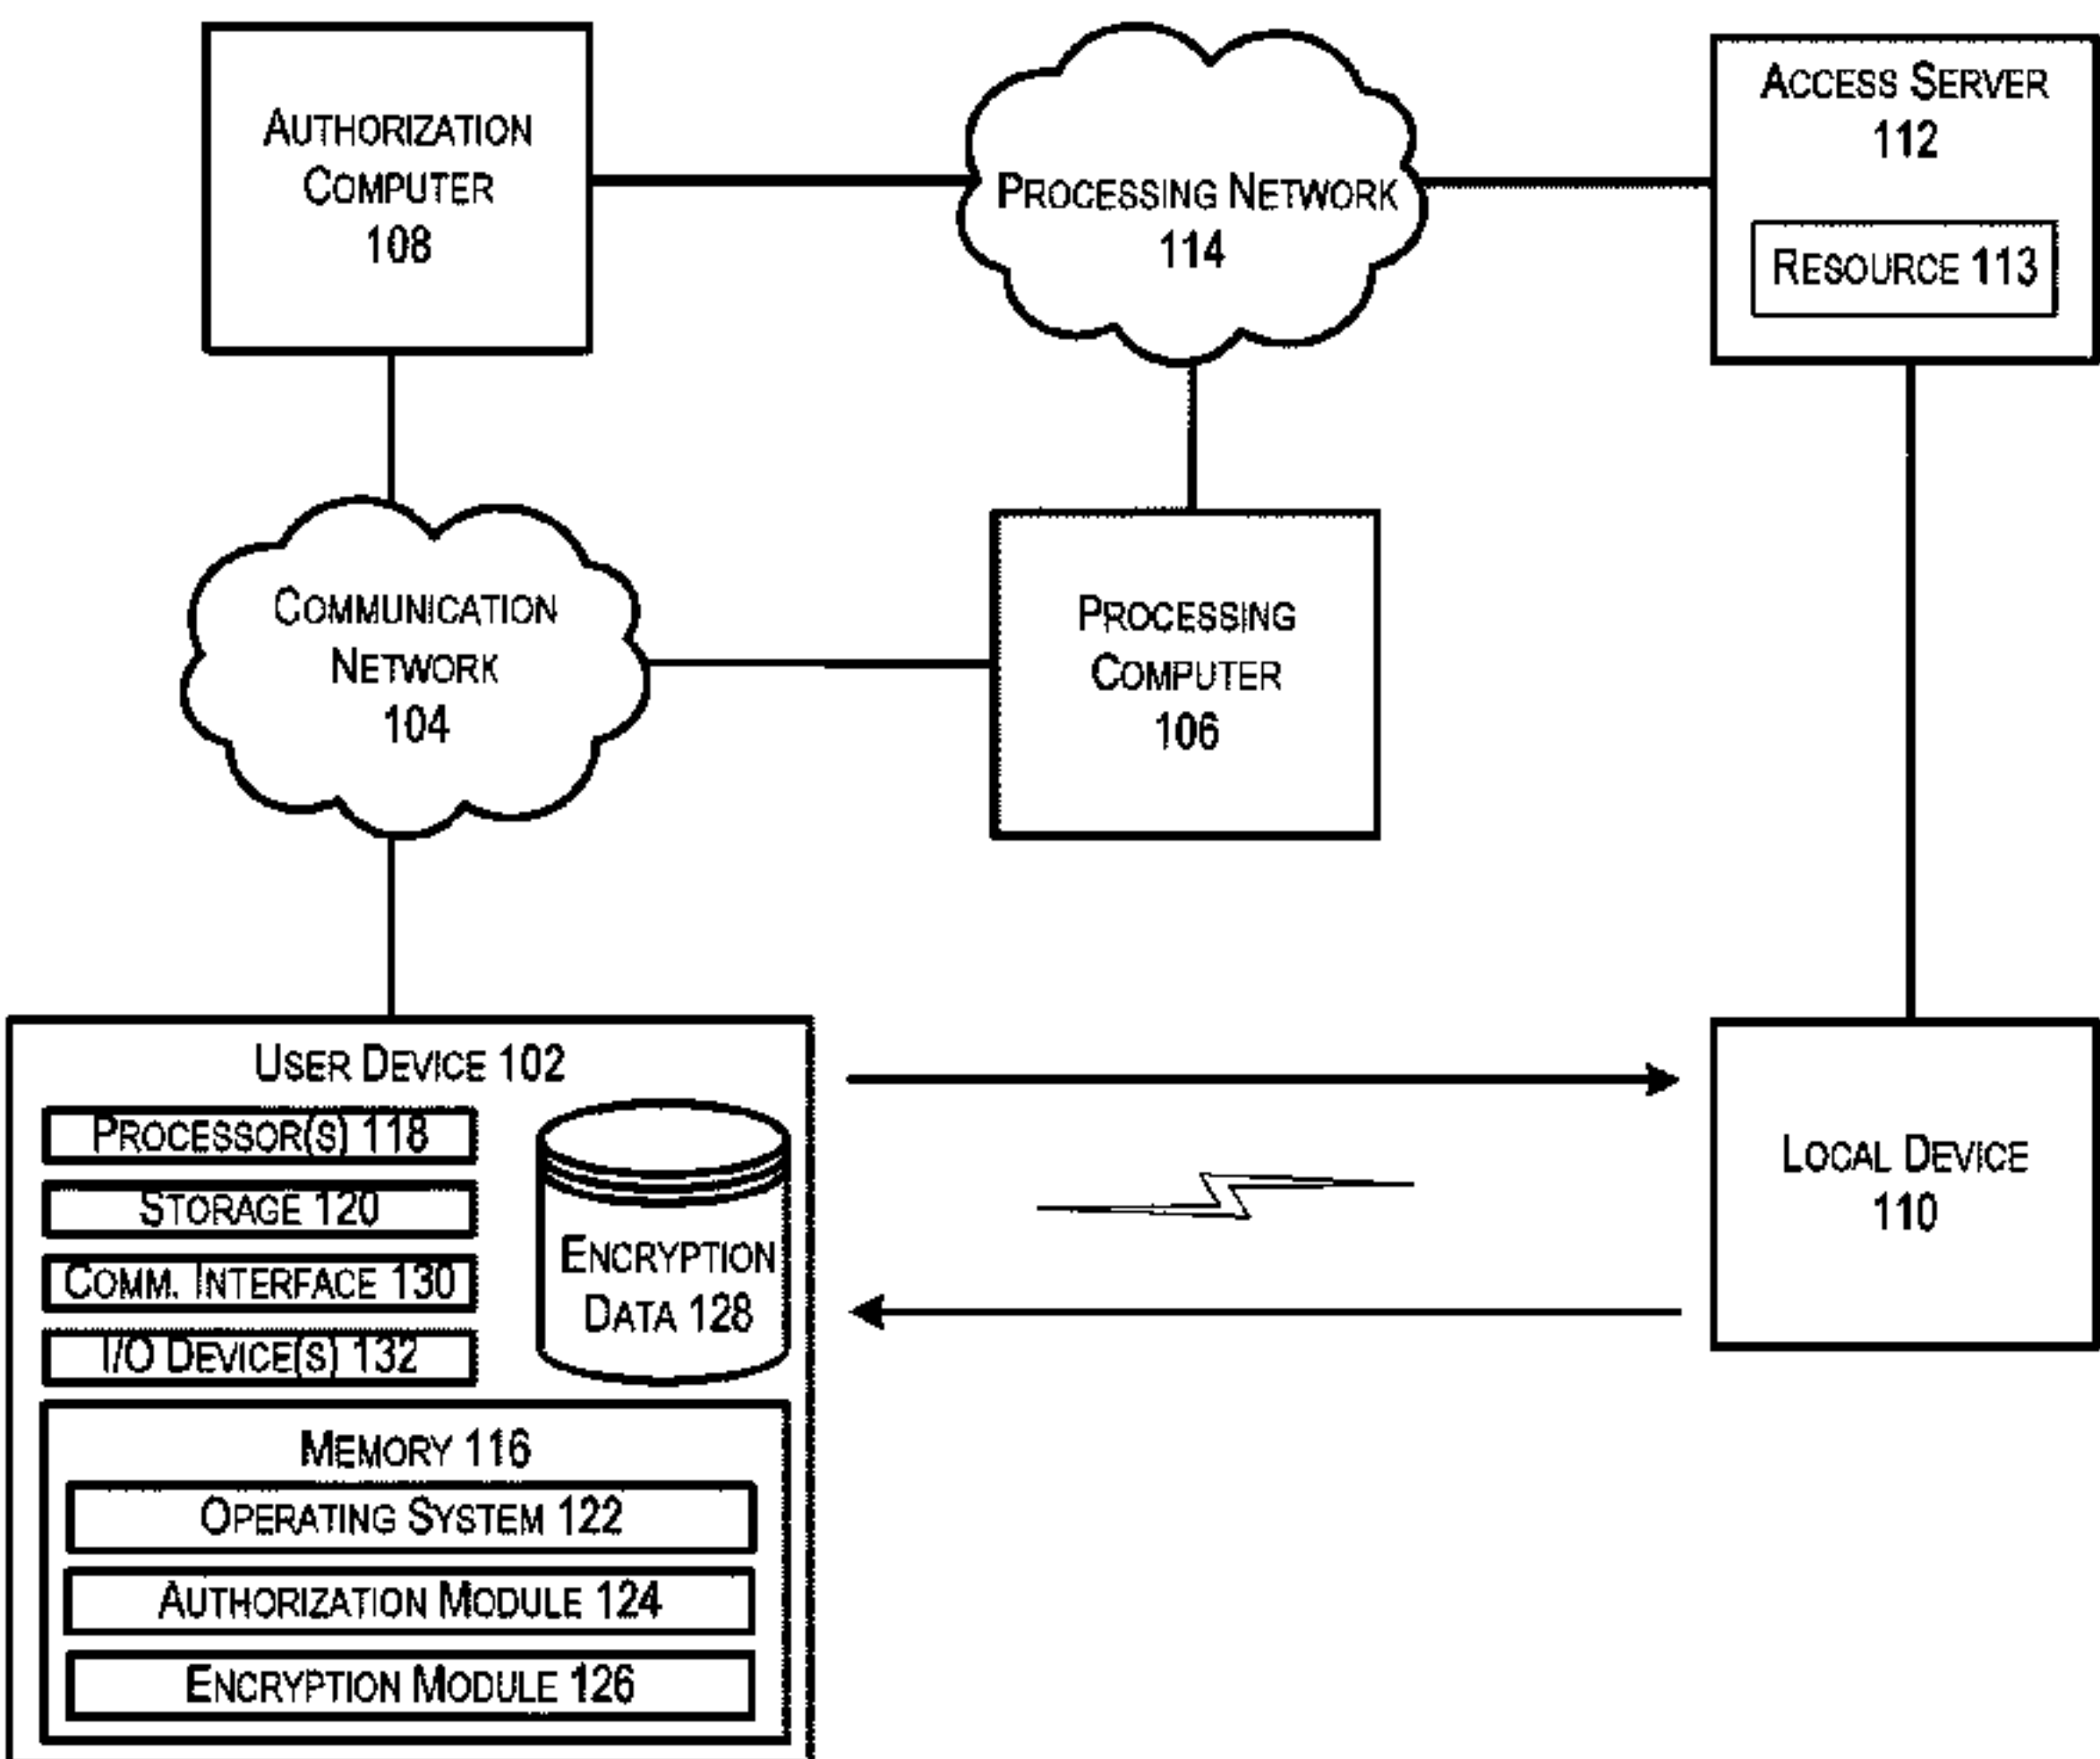 AUTHORIZATION
COMPUTER
108
PROCESSING NETWORK
114
ACCESS SERVER
112
RESOURCE 113
COMMUNICATION
NETWORK
104
PROCESSING
COMPUTER
106
USER DEVICE 102
PROCESSOR(S) 118
STORAGE 120
COMM. INTERFACE 130
I/O DEVICE(S) 132
ENCRYPTION
DATA 128
MEMORY 116
OPERATING SYSTEM 122
AUTHORIZATION MODULE 124
ENCRYPTION MODULE 126
LOCAL DEVICE
110